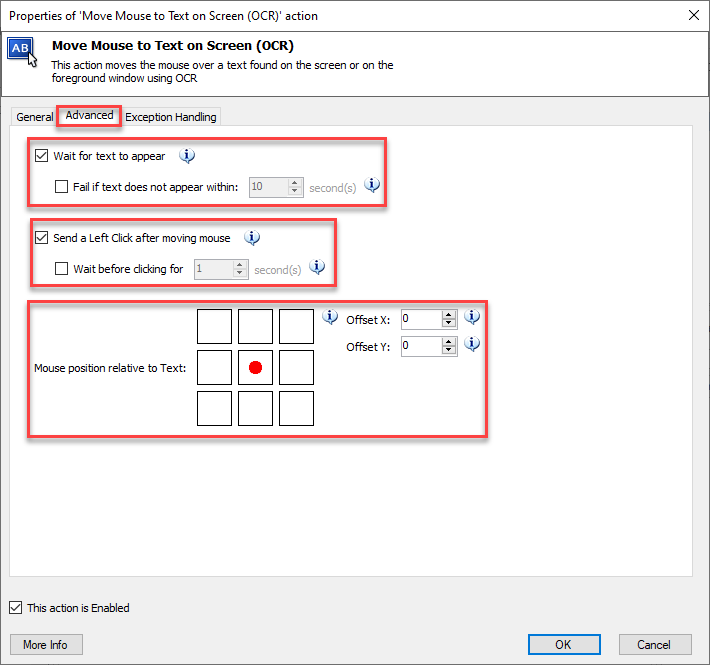 Properties of 'Move Mouse to Text on Screen (OCR)' action
AB
Move Mouse to Text on Screen (OCR)
This action moves the mouse over a text found on the screen or on the
foreground window using OCR
General Advanced Exception Handling
Wait for text to appear
Fail if text does not appear within: 10 second(s)
Send a Left Click after moving mouse
Wait before clicking for 1 second(s)
Offset X: 0
Offset Y: 0
Mouse position relative to Text:
This action is Enabled
More Info OK Cancel